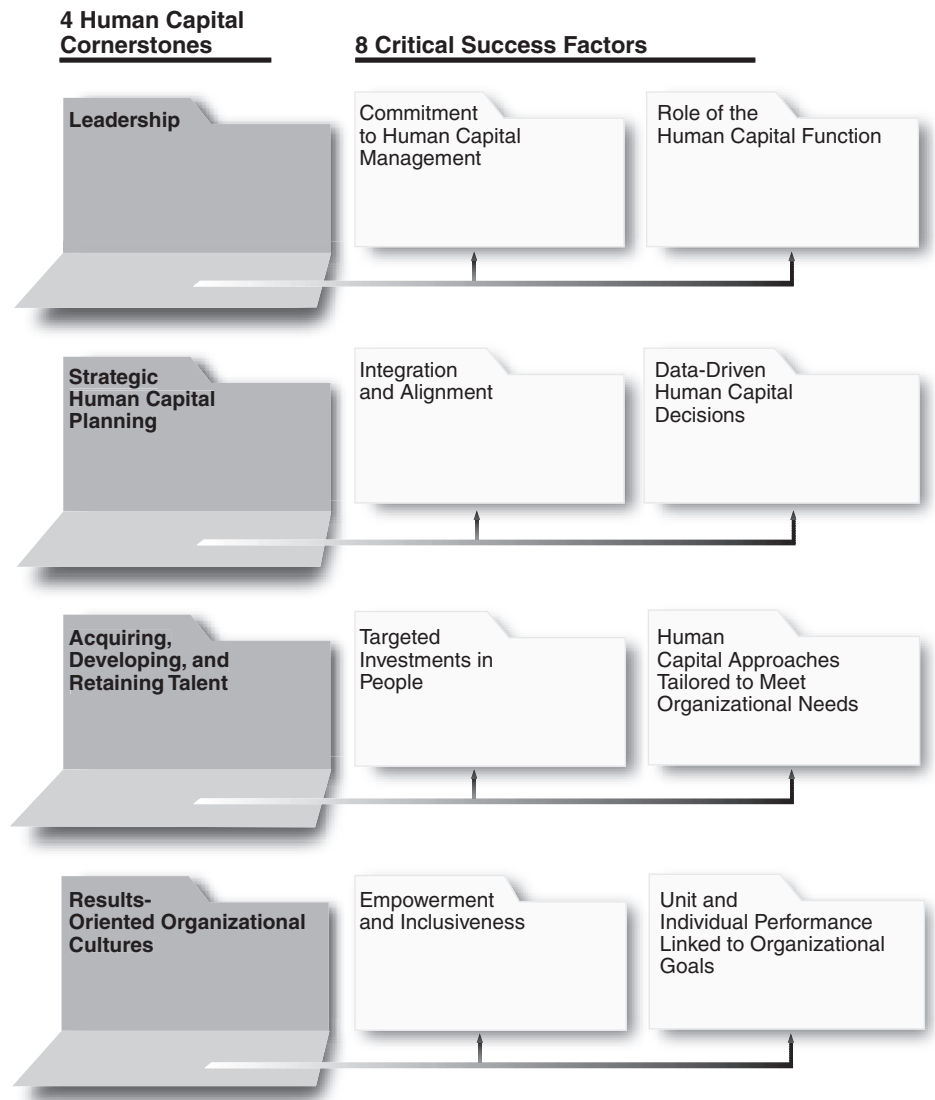 4 Human Capital
Cornerstones
8 Critical Success Factors
Leadership
Commitment
to Human Capital
Management
Role of the
Human Capital Function
Strategic
Human Capital
Planning
Integration
and Alignment
Data-Driven
Human Capital
Decisions
Acquiring,
Developing, and
Retaining Talent
Targeted
Investments in
People
Human
Capital Approaches
Tailored to Meet
Organizational Needs
Results-
Oriented Organizational
Cultures
Empowerment
and Inclusiveness
Unit and
Individual Performance
Linked to Organizational
Goals